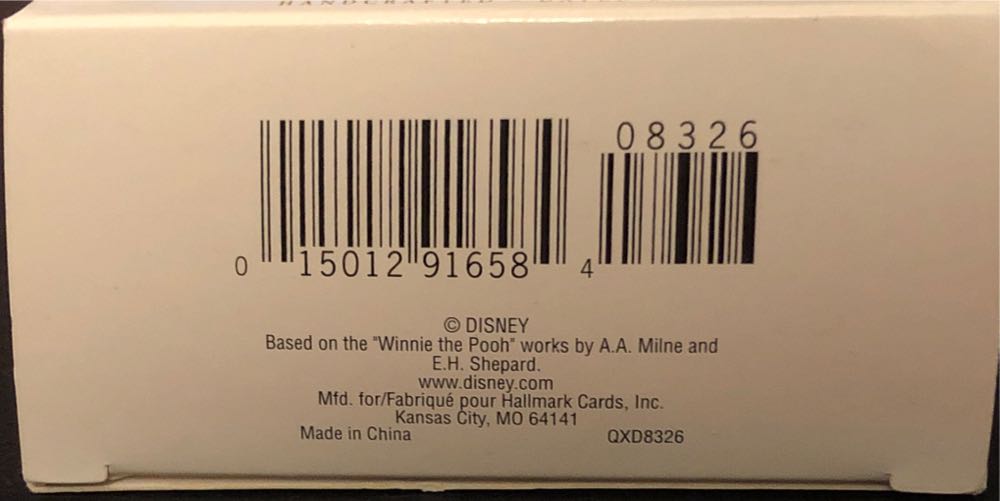 HANDCRAFTED
08326
0 15012 91658 4
© DISNEY
Based on the "Winnie the Pooh" works by A.A. Milne and
E.H. Shepard.
www.disney.com
Mfd. for/Fabriqué pour Hallmark Cards, Inc.
Kansas City, MO 64141
Made in China QXD8326